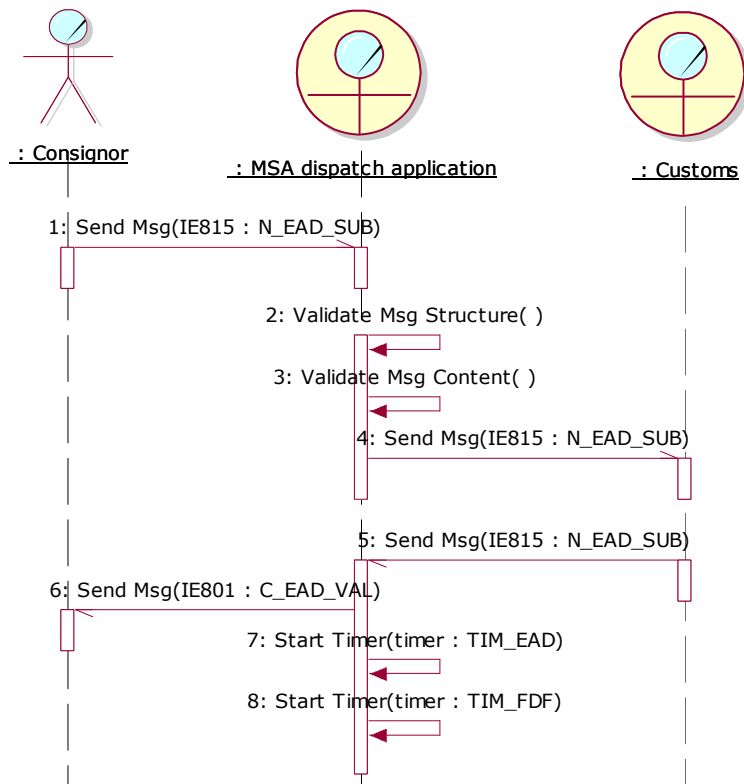 : Consignor
: MSA dispatch application
: Customs
1: Send Msg(IE815 : N_EAD_SUB)
2: Validate Msg Structure( )
3: Validate Msg Content( )
4: Send Msg(IE815 : N_EAD_SUB)
5: Send Msg(IE815 : N_EAD_SUB)
6: Send Msg(IE801 : C_EAD_VAL)
7: Start Timer(timer : TIM_EAD)
8: Start Timer(timer : TIM_FDF)